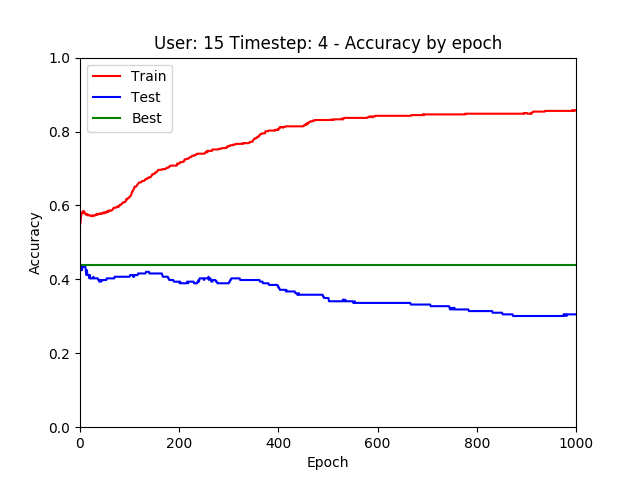 User: 15 Timestep: 4 - Accuracy by epoch
Train
Test
Best
Accuracy
1.0
0.8
0.6
0.4
0.2
0.0
0 200 400 600 800 1000
Epoch